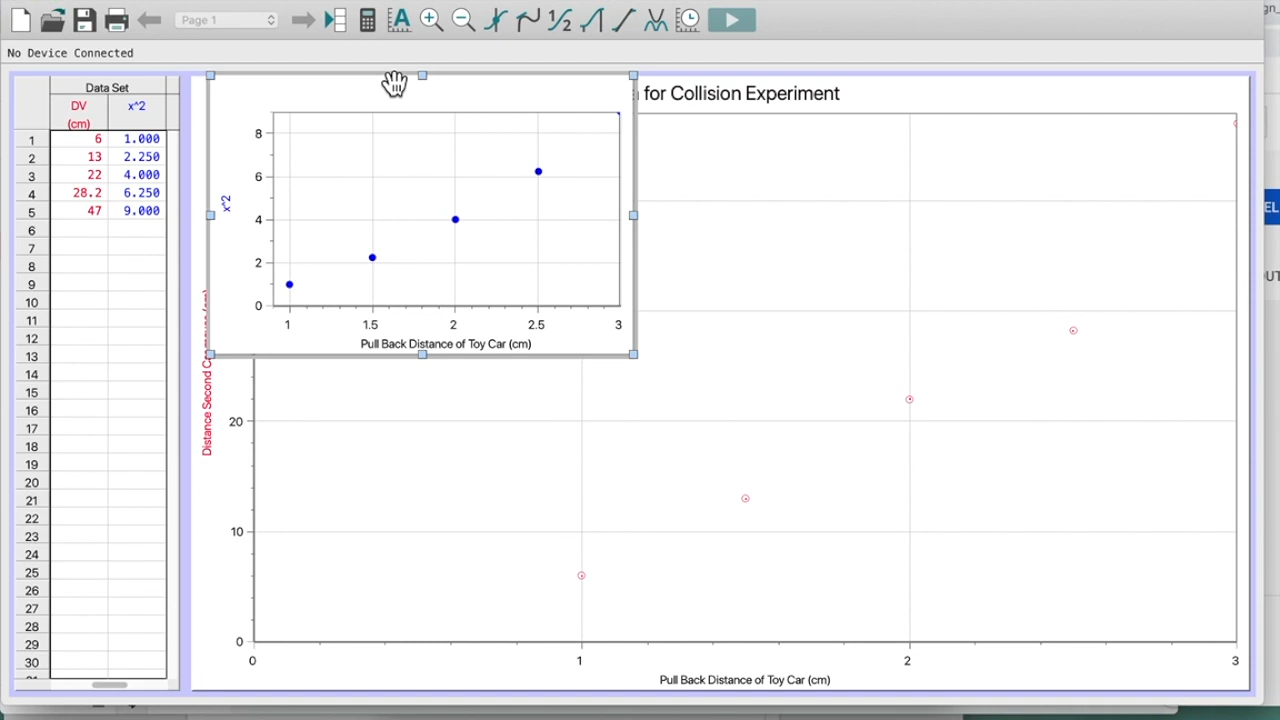 Page 1
No Device Connected
Data Set
DV
(cm)
x^2
1 6 1.000
2 13 2.250
3 22 4.000
4 28.2 6.250
5 47 9.000
6
7
8
9
10
11
12
13
14
15
16
17
18
19
20
21
22
23
24
25
26
27
28
29
30
for Collision Experiment
x^2
8
6
4
2
0
1 1.5 2 2.5 3
Pull Back Distance of Toy Car (cm)
Distance Second Car
20
10
0
0 1 2 3
Pull Back Distance of Toy Car (cm)
EL